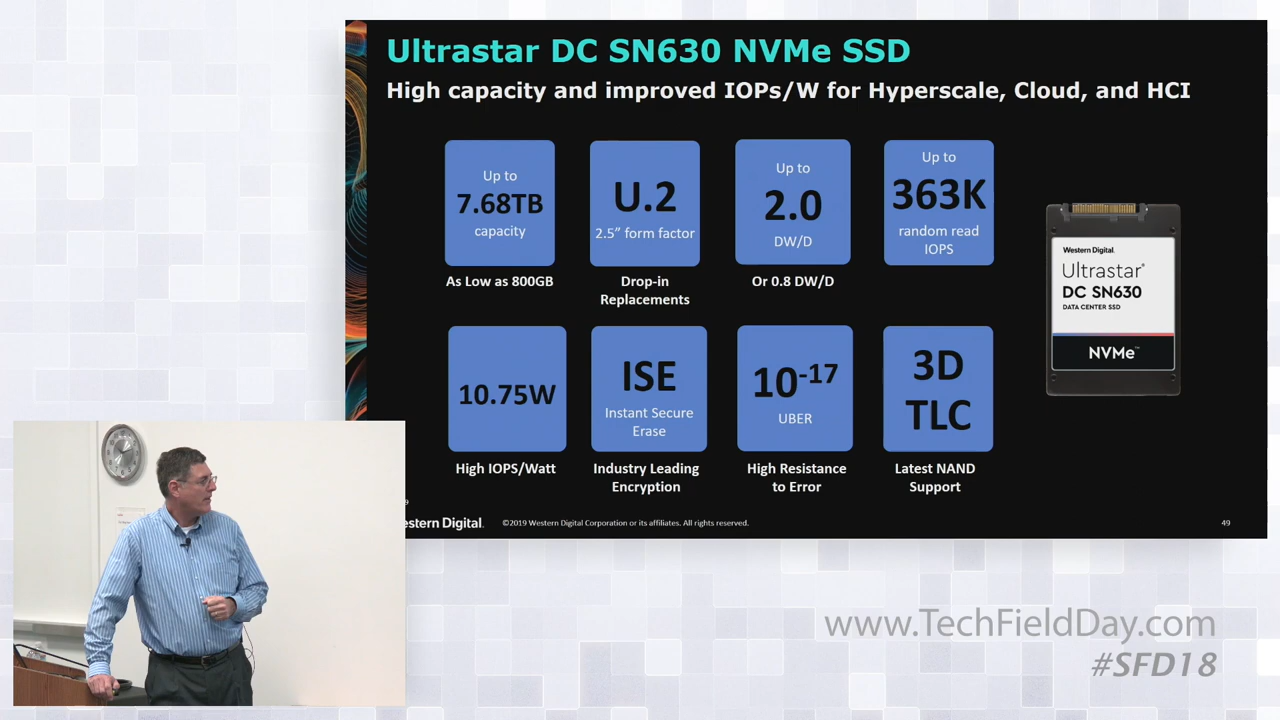 Ultrastar DC SN630 NVMe SSD
High capacity and improved IOPs/W for Hyperscale, Cloud, and HCI
Up to
7.68TB
capacity
As Low as 800GB
U.2
2.5” form factor
Drop-in
Replacements
Up to
2.0
DW/D
Or 0.8 DW/D
Up to
363K
random read
IOPS
10.75W
High IOPS/Watt
ISE
Instant Secure
Erase
Industry Leading
Encryption
10-17
UBER
High Resistance
to Error
3D
TLC
Latest NAND
Support
Western Digital.
Ultrastar®
DC SN630
DATA CENTER SSD
NVMe™
9
estern Digital.
©2019 Western Digital Corporation or its affiliates. All rights reserved.
49
www.TechFieldDay.com
#SFD18